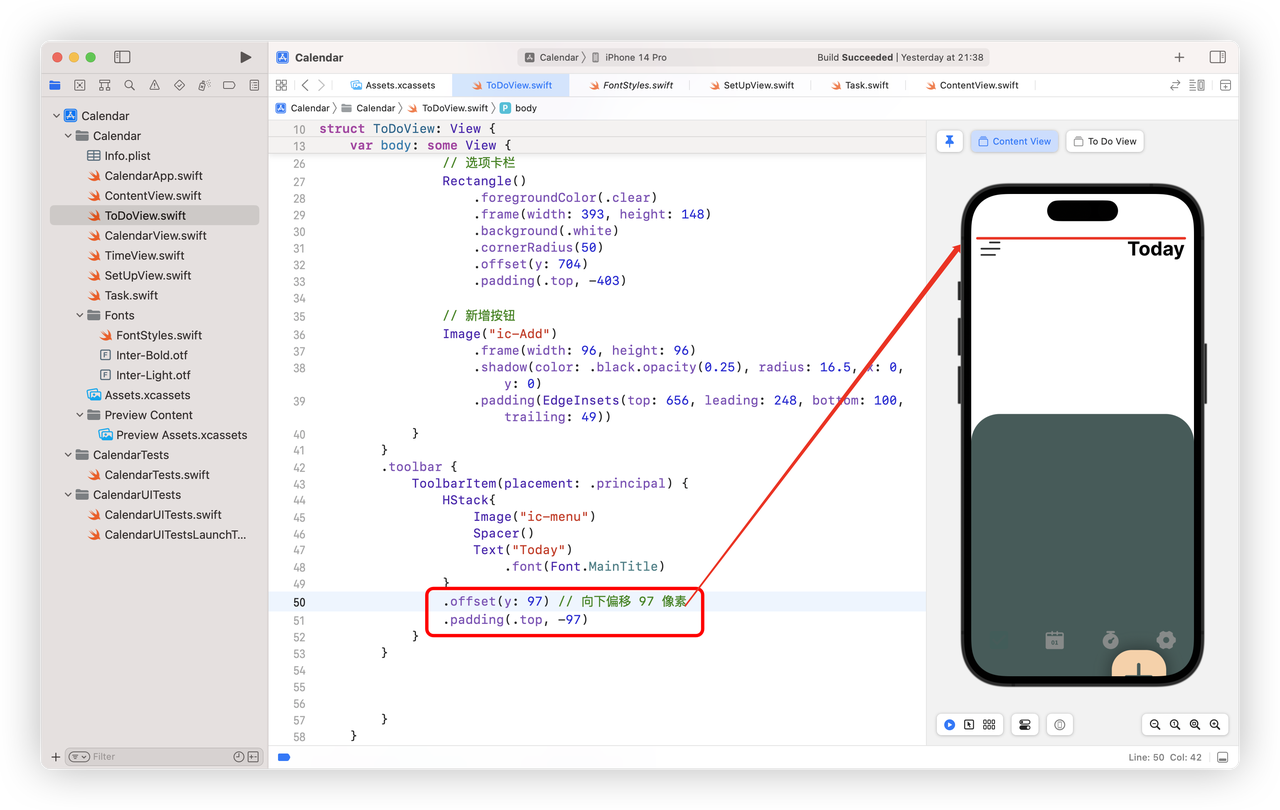 Calendar
Calendar
iPhone 14 Pro
Build Succeeded | Yesterday at 21:38
Assets.xcassets
ToDoView.swift
FontStyles.swift
SetUpView.swift
Task.swift
ContentView.swift
Calendar
Calendar
ToDoView.swift
P
body
Calendar
Calendar
Info.plist
CalendarApp.swift
ContentView.swift
ToDoView.swift
CalendarView.swift
TimeView.swift
SetUpView.swift
Task.swift
Fonts
FontStyles.swift
F Inter-Bold.otf
F Inter-Light.otf
Assets.xcassets
Preview Content
Preview Assets.xcassets
CalendarTests
CalendarTests.swift
CalendarUITests
CalendarUITests.swift
CalendarUITestsLaunchT...
Filter
10 struct ToDoView: View {
13 var body: some View {
26 // 选项卡栏
27 Rectangle()
28 .foregroundColor(.clear)
29 .frame(width: 393, height: 148)
30 .background(.white)
31 .cornerRadius(50)
32 .offset(y: 704)
33 .padding(.top, -403)
34
35 // 新增按钮
36 Image("ic-Add")
37 .frame(width: 96, height: 96)
38 .shadow(color: .black.opacity(0.25), radius: 16.5, x: 0,
y: 0)
39 .padding(EdgeInsets(top: 656, leading: 248, bottom: 100,
trailing: 49))
40 }
41 }
42 .toolbar {
43 ToolbarItem(placement: .principal) {
44 HStack{
45 Image("ic-menu")
46 Spacer()
47 Text("Today")
48 .font(Font.MainTitle)
49 }
50 .offset(y: 97) // 向下偏移 97 像素
51 .padding(.top, -97)
52 }
53 }
54
55
56
57 }
58 }
Content View
To Do View
Today
01
Line: 50 Col: 42